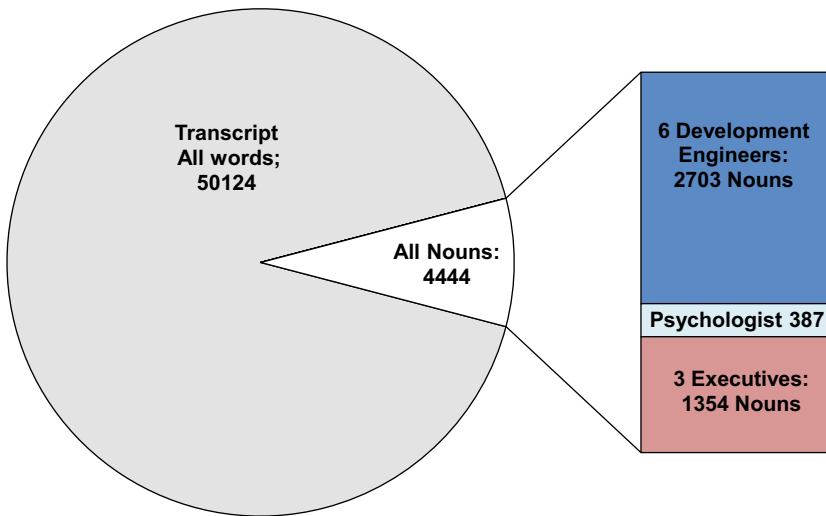 Transcript
All words;
50124
All Nouns:
4444
6 Development
Engineers:
2703 Nouns
Psychologist 387
3 Executives:
1354 Nouns